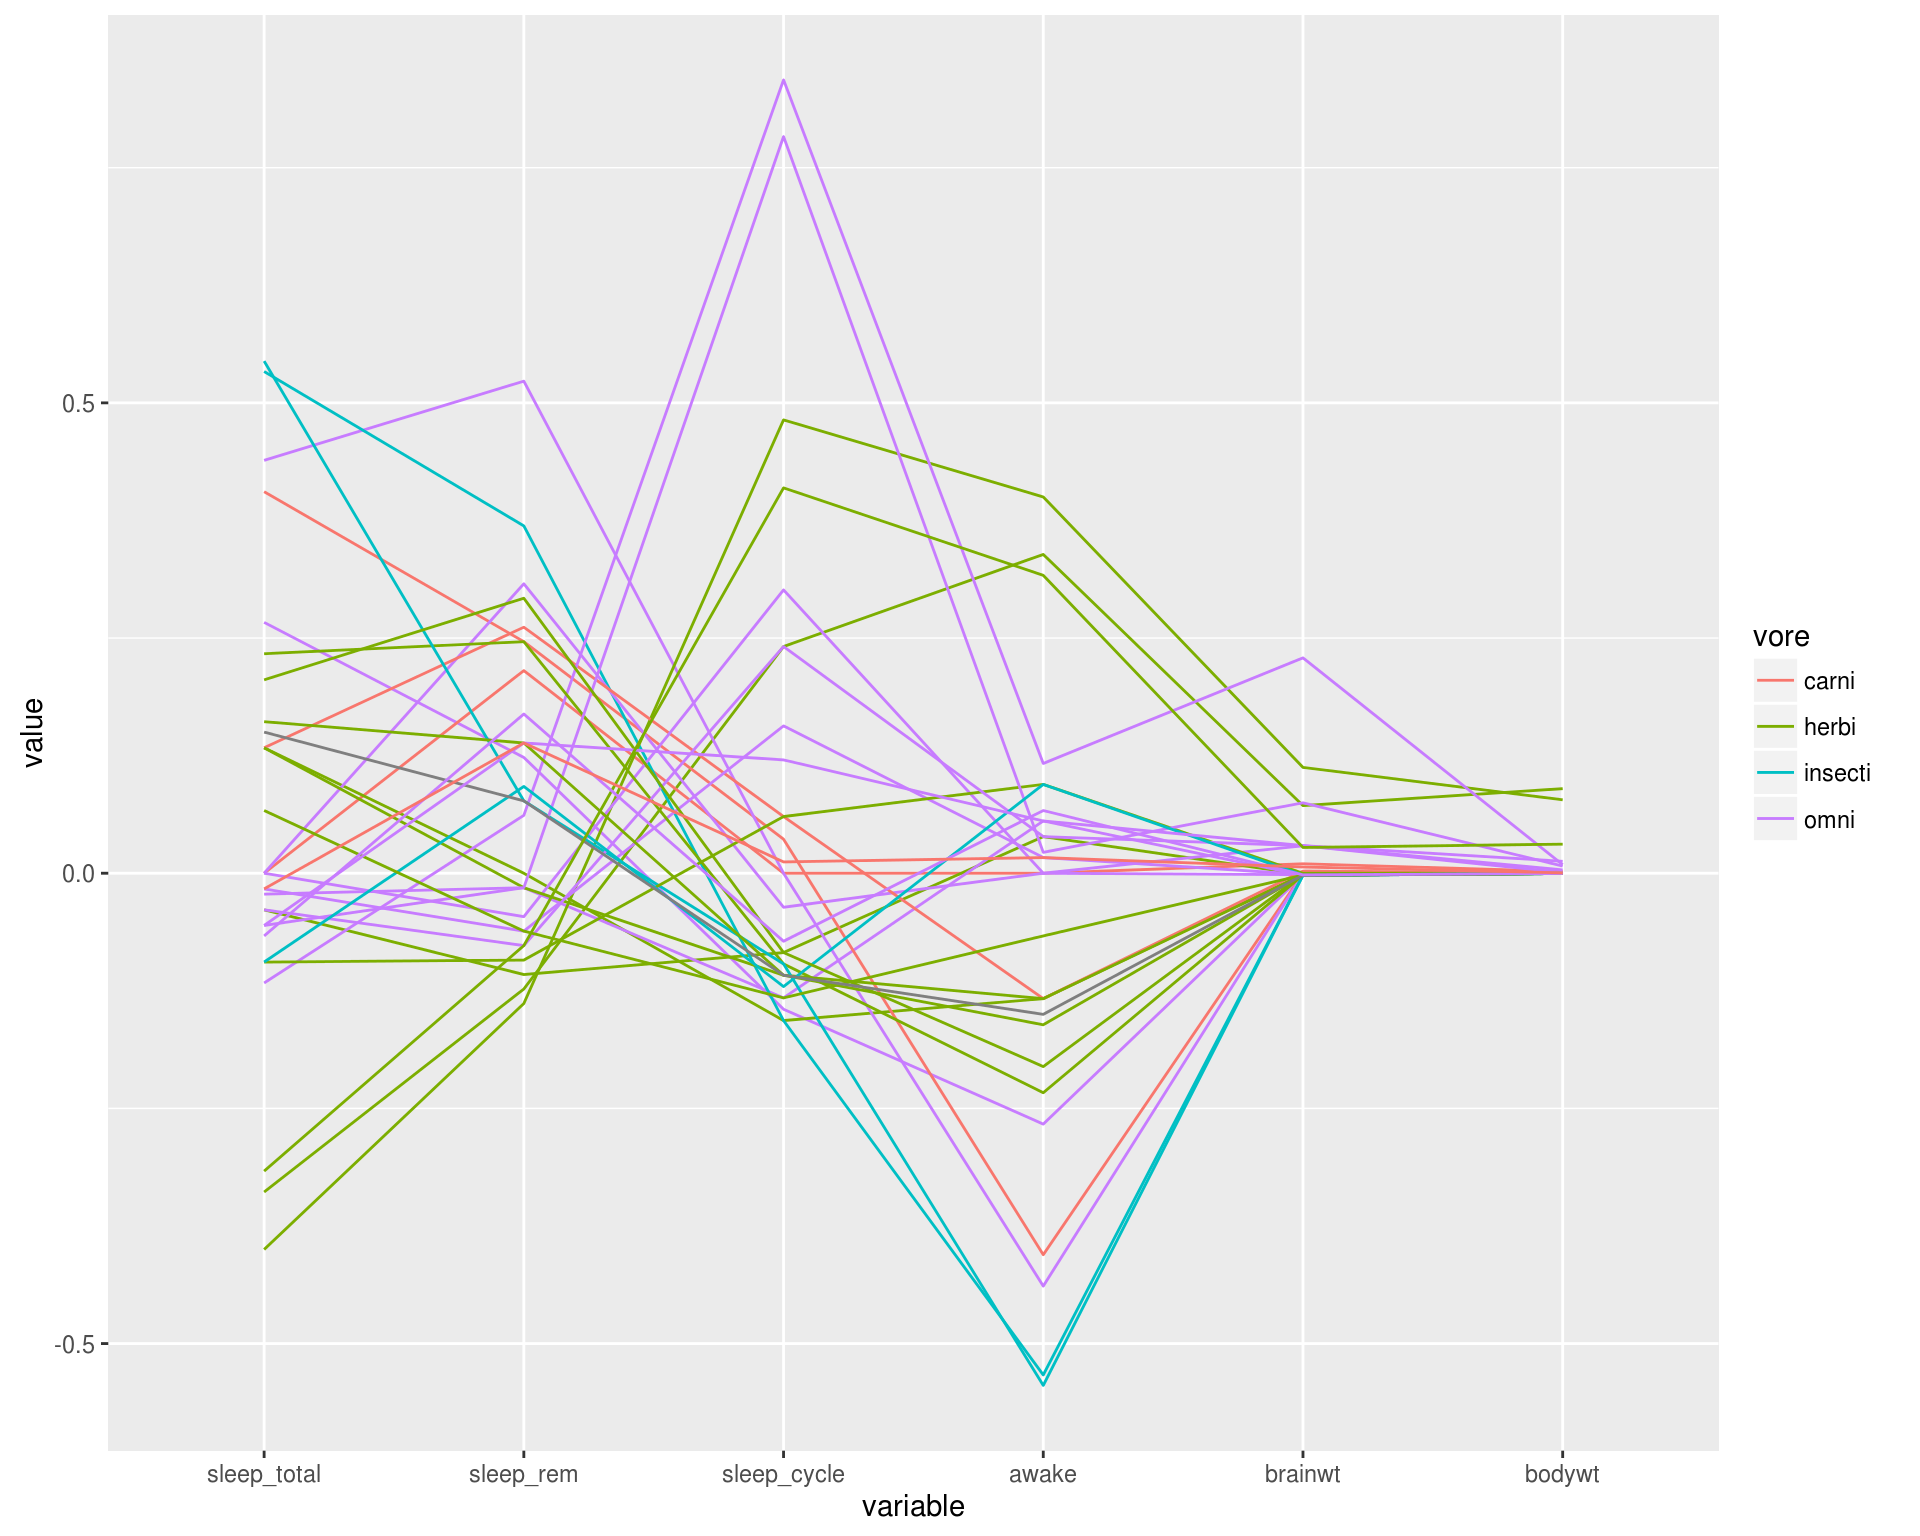 value
0.5
0.0
-0.5
sleep_total sleep_rem sleep_cycle awake brainwt bodywt
variable
vore
carni
herbi
insecti
omni